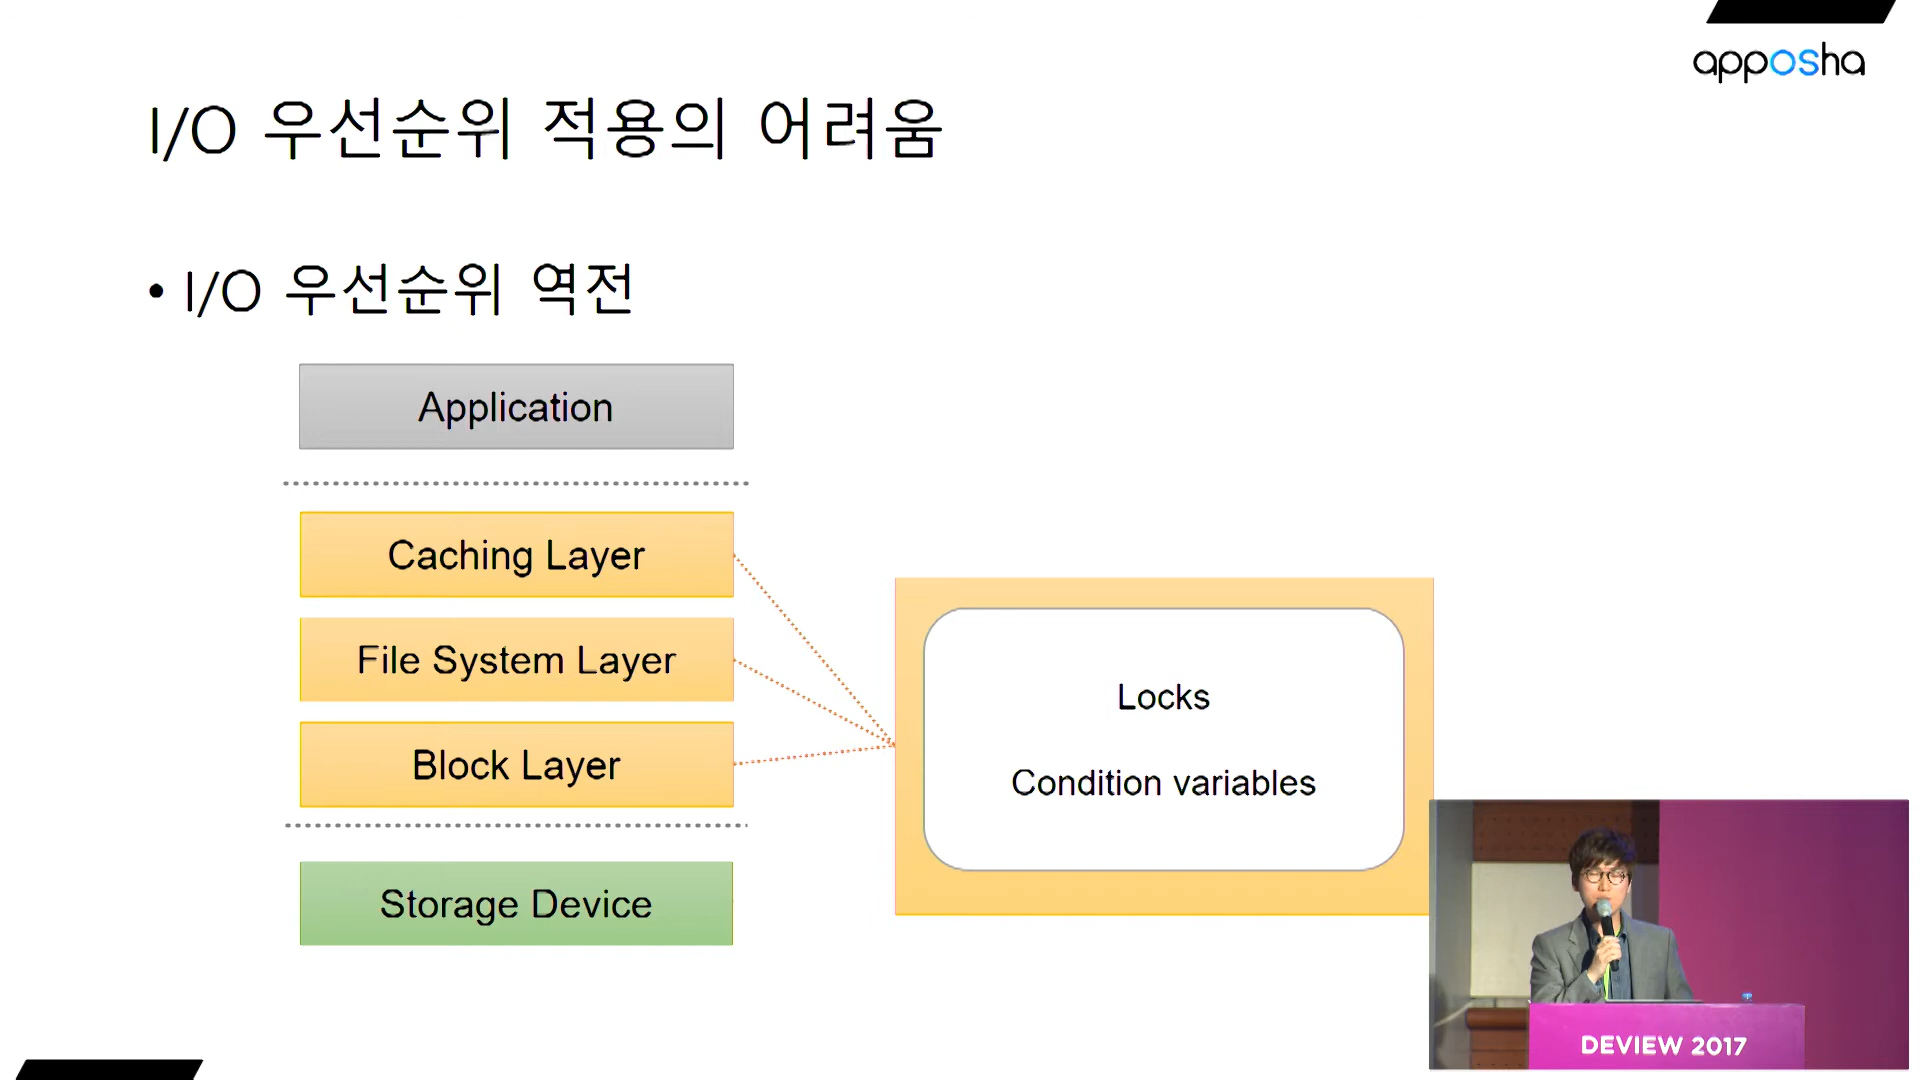 apposha
I/O 우선순위 적용의 어려움
• I/O 우선순위 역전
Application
Caching Layer
File System Layer
Block Layer
Storage Device
Locks
Condition variables
DEVIEW 2017